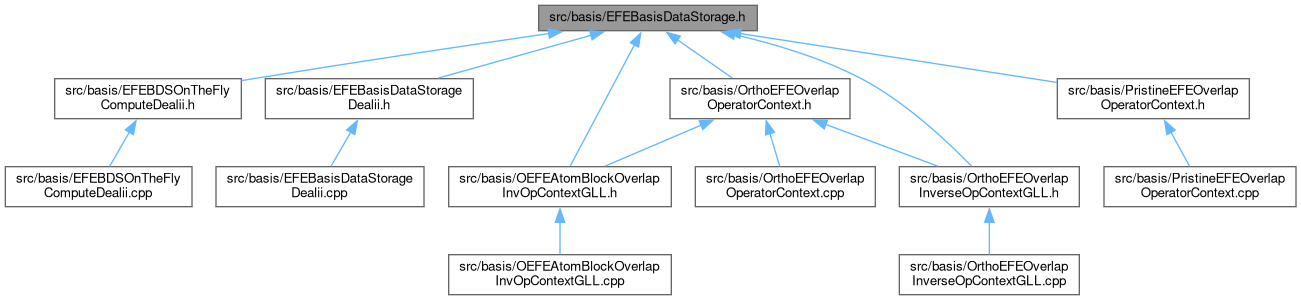 src/basis/EFEBasisDataStorage.h
src/basis/EFEBDSOnTheFly
ComputeDealii.h
src/basis/EFEBasisDataStorage
Dealii.h
src/basis/OrthoEFEOverlap
OperatorContext.h
src/basis/PristineEFEOverlap
OperatorContext.h
src/basis/EFEBDSOnTheFly
ComputeDealii.cpp
src/basis/EFEBasisDataStorage
Dealii.cpp
src/basis/OEFEAtomBlockOverlap
InvOpContextGLL.h
src/basis/OrthoEFEOverlap
OperatorContext.cpp
src/basis/OrthoEFEOverlap
InverseOpContextGLL.h
src/basis/PristineEFEOverlap
OperatorContext.cpp
src/basis/OEFEAtomBlockOverlap
InvOpContextGLL.cpp
src/basis/OrthoEFEOverlap
InverseOpContextGLL.cpp